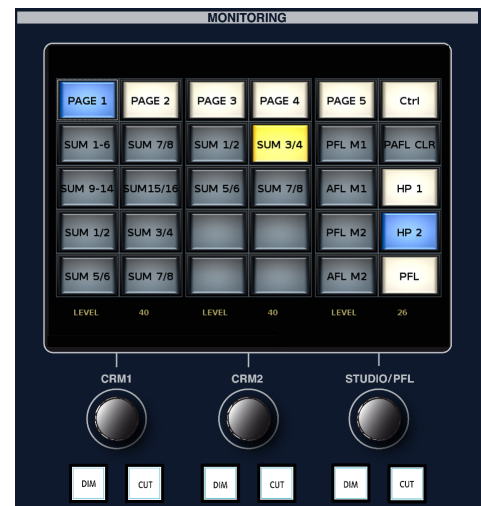 MONITORING
PAGE 1 PAGE 2 PAGE 3 PAGE 4 PAGE 5 Ctrl
SUM 1-6 SUM 7/8 SUM 1/2 SUM 3/4 PFL M1 PAFL CLR
SUM 9-14 SUM15/16 SUM 5/6 SUM 7/8 AFL M1 HP 1
SUM 1/2 SUM 3/4 PFL M2 HP 2
SUM 5/6 SUM 7/8 AFL M2 PFL
LEVEL 40 LEVEL 40 LEVEL 26
CRM1 CRM2 STUDIO/PFL
DIM CUT DIM CUT DIM CUT